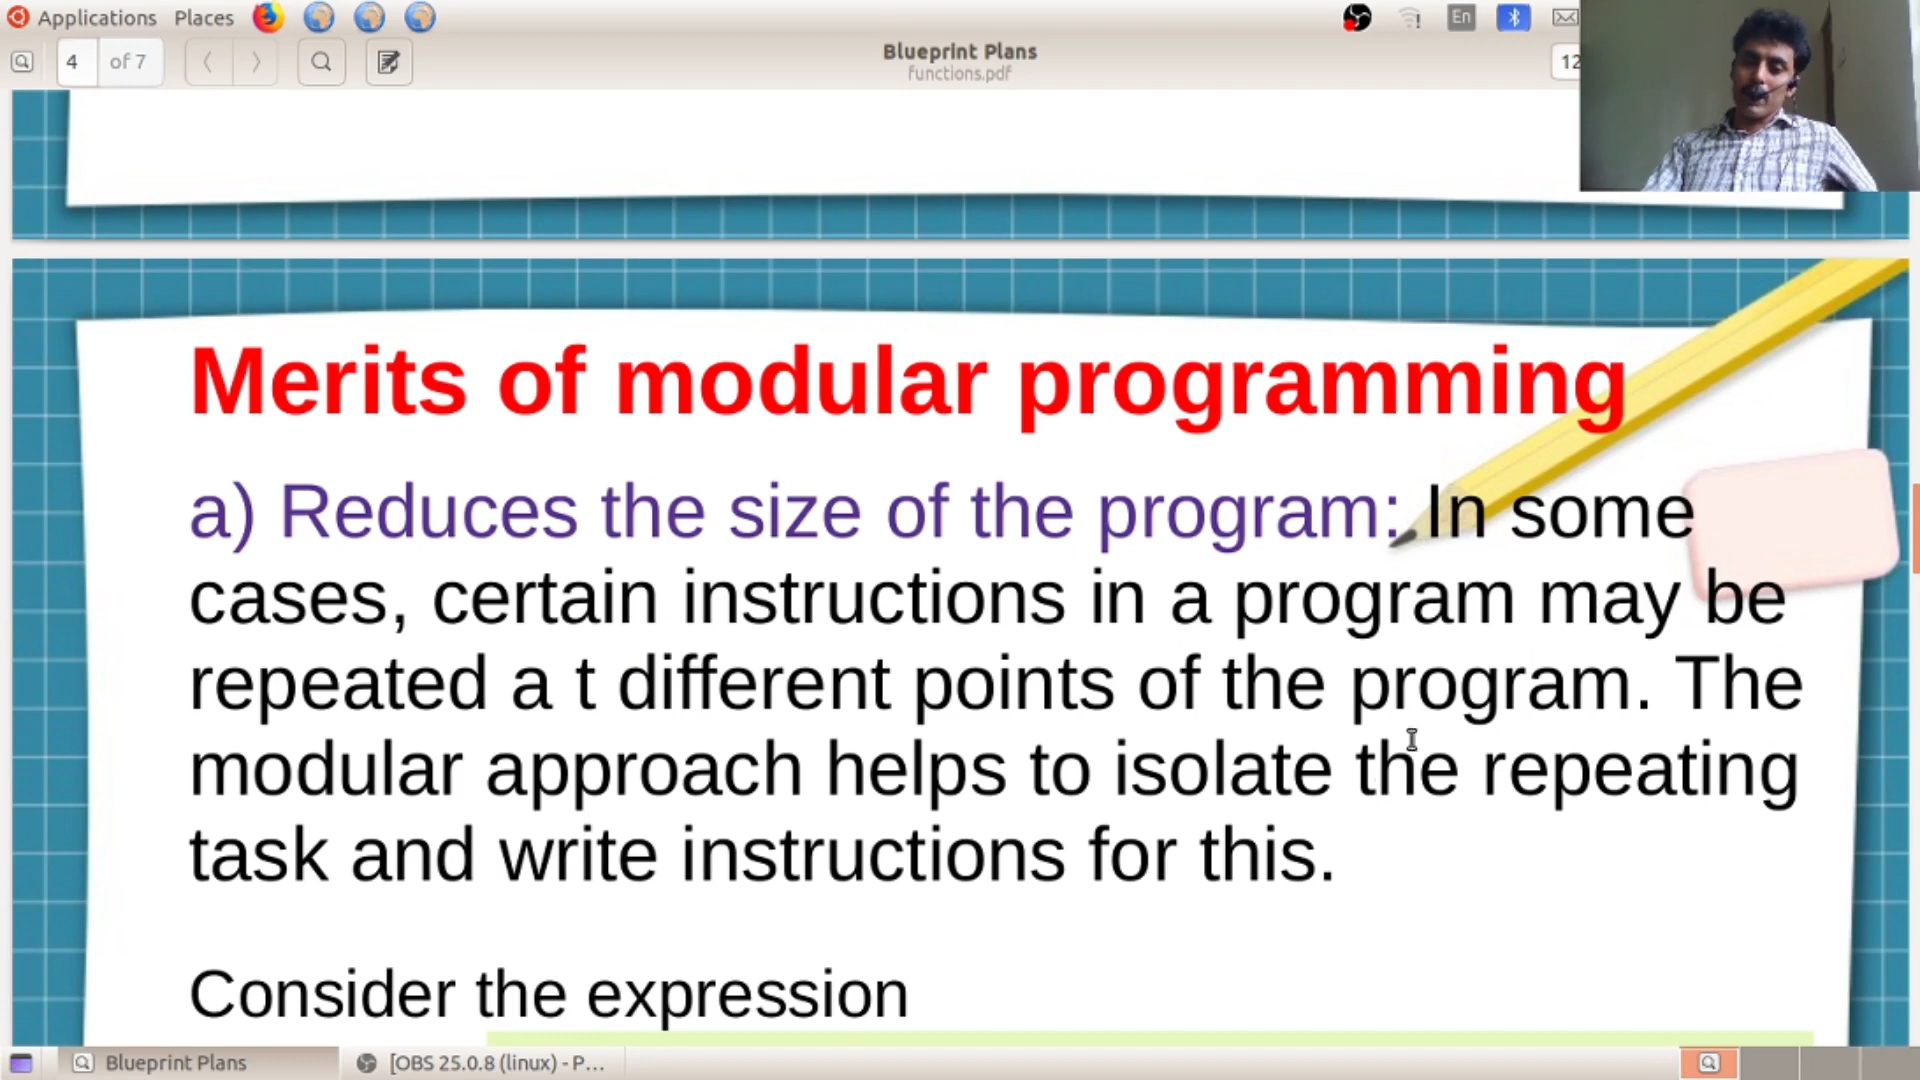 Applications Places En
4 of 7 Blueprint Plans 12
functions.pdf
Merits of modular programming
a) Reduces the size of the program: In some
cases, certain instructions in a program may be
repeated a t different points of the program. The
modular approach helps to isolate the repeating
task and write instructions for this.
Consider the expression
Blueprint Plans [OBS 25.0.8 (linux) - P...